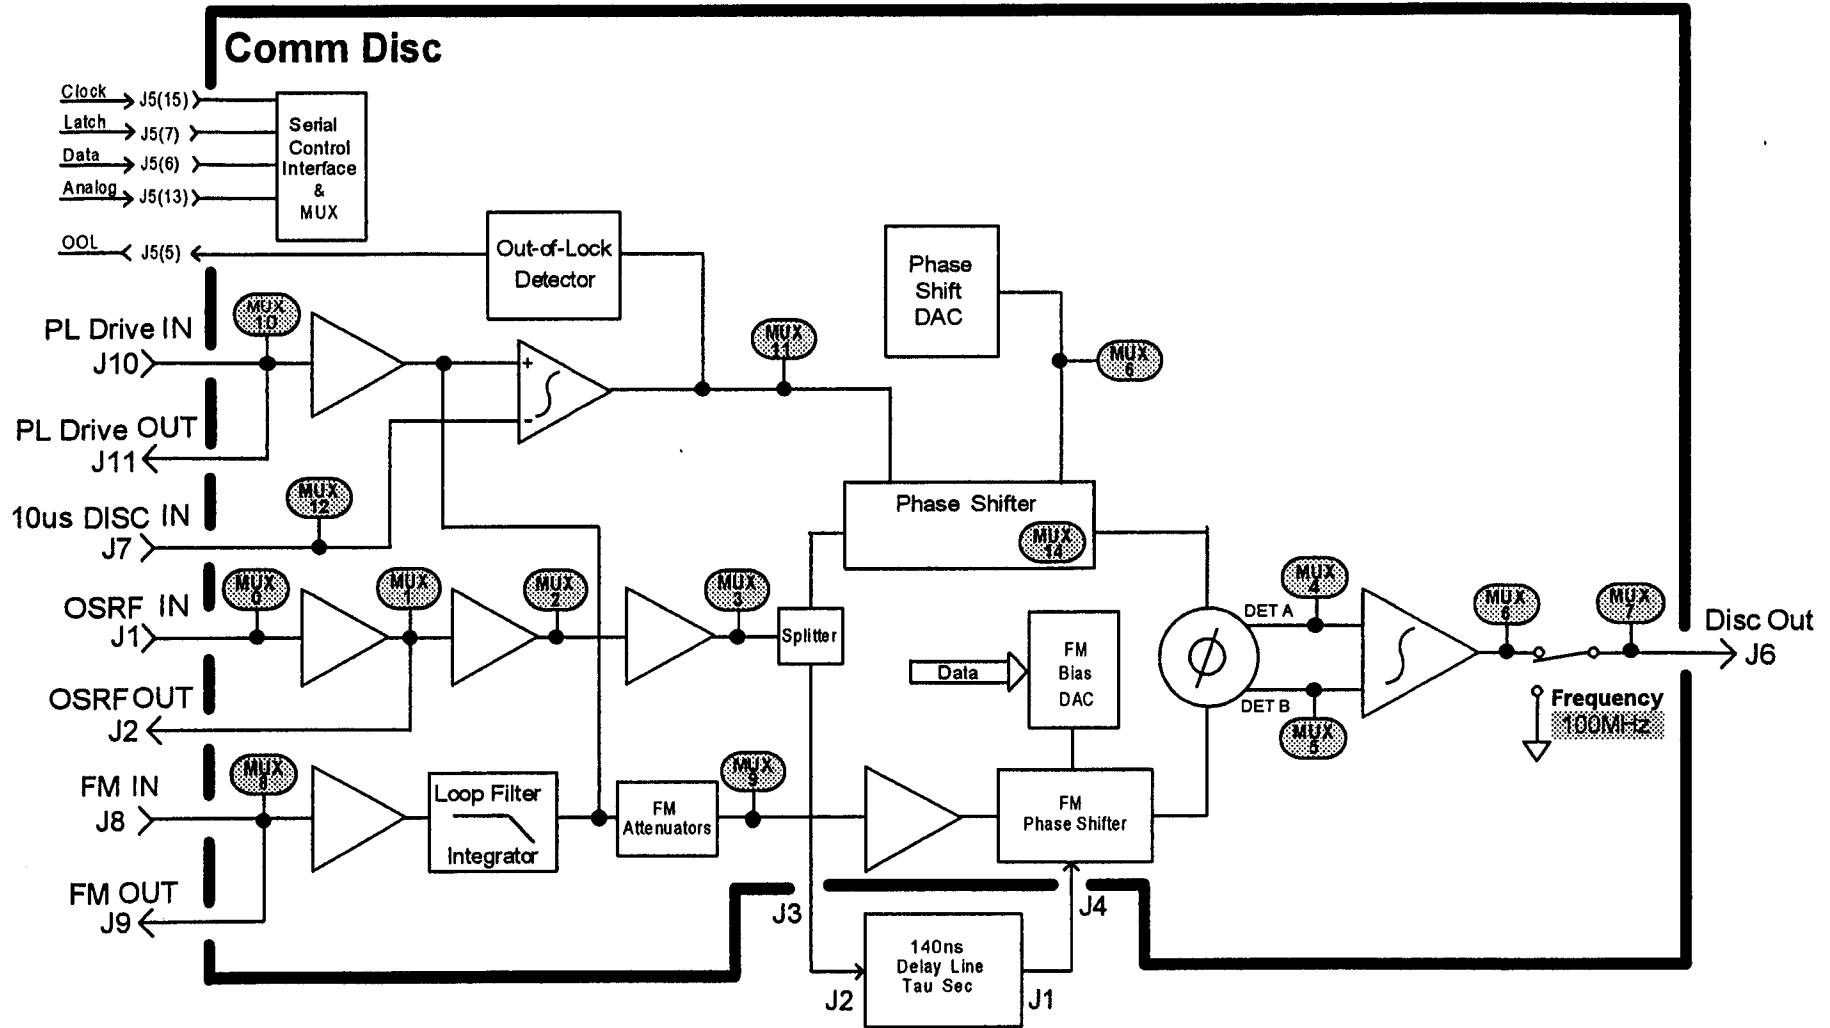 Comm Disc
Clock
J5(15)
Latch
J5(7)
Data
J5(6)
Analog
J5(13)
Serial
Control
Interface
&
MUX
OOL
J5(5)
Out-of-Lock
Detector
Phase
Shift
DAC
MUX
10
PL Drive IN
J10
MUX
11
MUX
6
+
-
PL Drive OUT
J11
MUX
12
10us DISC IN
J7
Phase Shifter
MUX
14
MUX
0
MUX
1
MUX
2
MUX
3
OSRF IN
J1
Splitter
DET A
MUX
4
MUX
6
MUX
7
Disc Out
J6
FM
Bias
DAC
Data
DET B
MUX
5
Frequency
100MHz
OSRF OUT
J2
MUX
8
FM IN
J8
Loop Filter
Integrator
FM
Attenuators
MUX
9
FM
Phase Shifter
FM OUT
J9
J3
J4
140ns
Delay Line
Tau Sec
J2
J1